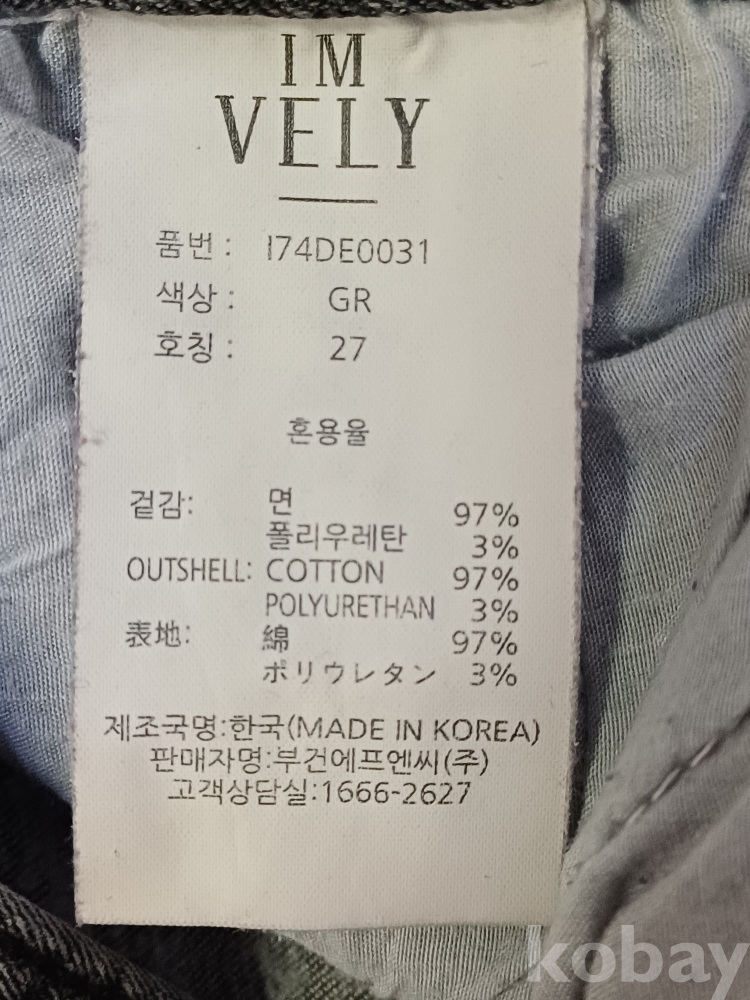 IM
VELY
품번 : I74DE0031
색상 : GR
호칭 : 27
혼용율
겉감: 면 97%
폴리우레탄 3%
OUTSHELL: COTTON 97%
POLYURETHAN 3%
表地: 綿 97%
ポリウレタン 3%
제조국명:한국(MADE IN KOREA)
판매자명:부건에프엔씨(주)
고객상담실:1666-2627
kobay